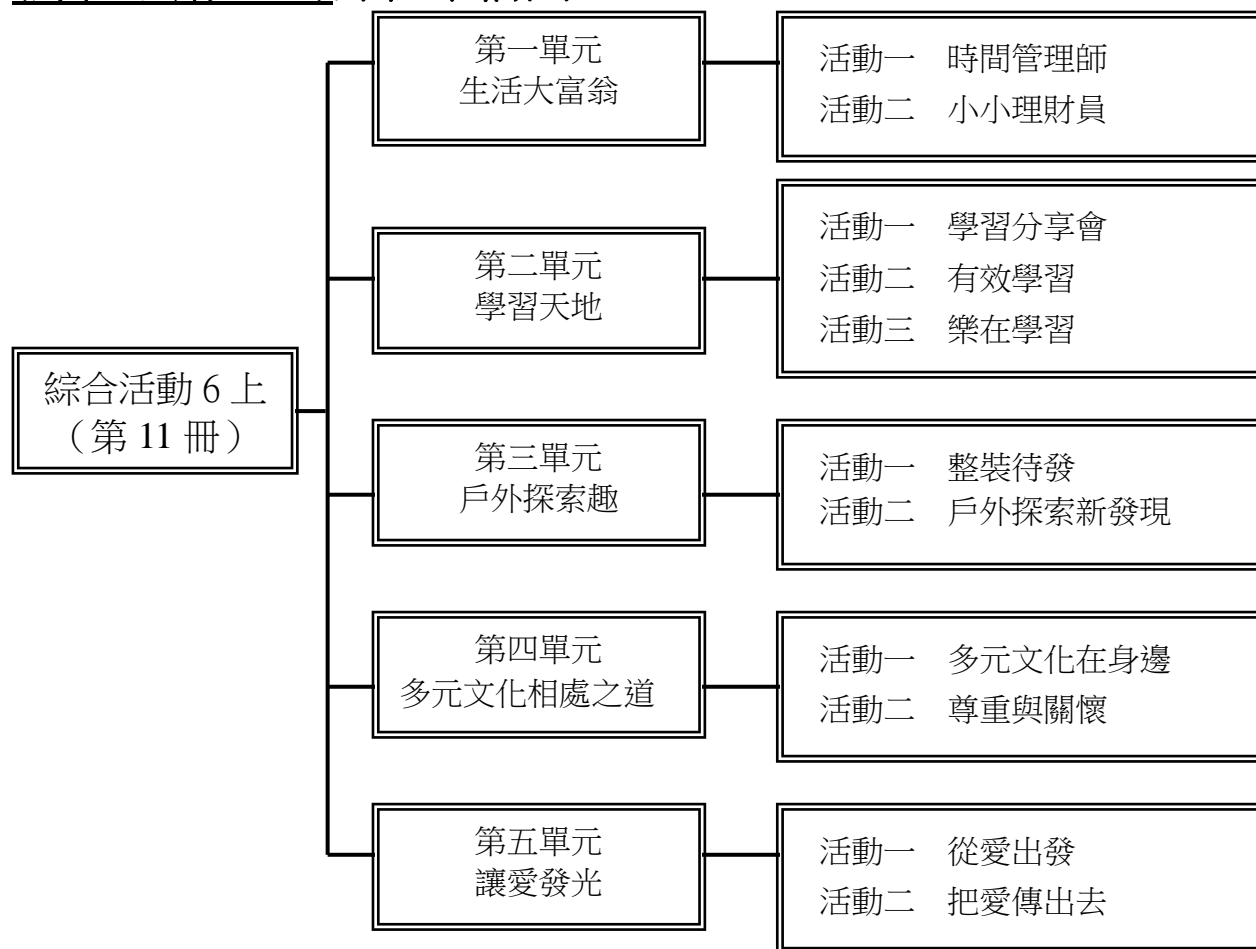 綜合活動 6 上
（第 11 冊）
第一單元
生活大富翁
活動一　時間管理師
活動二　小小理財員
第二單元
學習天地
活動一　學習分享會
活動二　有效學習
活動三　樂在學習
第三單元
戶外探索趣
活動一　整裝待發
活動二　戶外探索新發現
第四單元
多元文化相處之道
活動一　多元文化在身邊
活動二　尊重與關懷
第五單元
讓愛發光
活動一　從愛出發
活動二　把愛傳出去